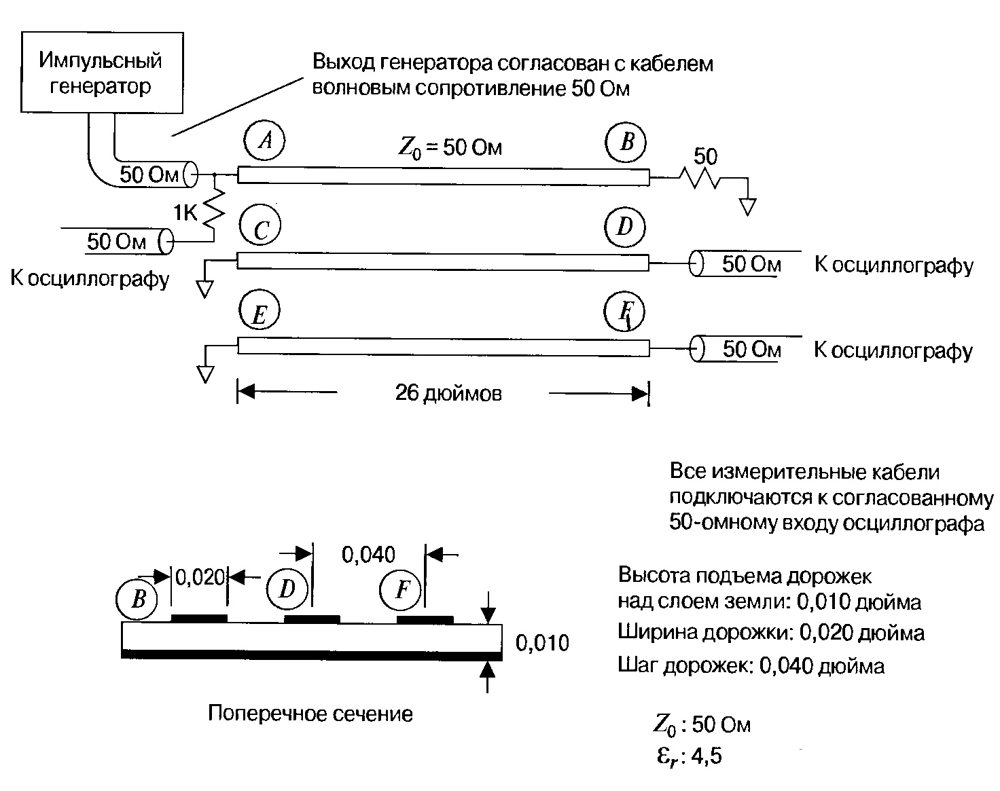 Импульсный
генератор
Выход генератора согласован с кабелем
волновым сопротивление 50 Ом
A
Z₀ = 50 Ом
B
50 Ом
50
1K
C
D
50 Ом
50 Ом
К осциллографу
К осциллографу
E
F
50 Ом
К осциллографу
26 дюймов
Все измерительные кабели
подключаются к согласованному
50-омному входу осциллографа
0,040
0,020
B
D
F
Высота подъема дорожек
над слоем земли: 0,010 дюйма
Ширина дорожки: 0,020 дюйма
0,010
Шаг дорожек: 0,040 дюйма
Поперечное сечение
Z₀ : 50 Ом
εᵣ : 4,5